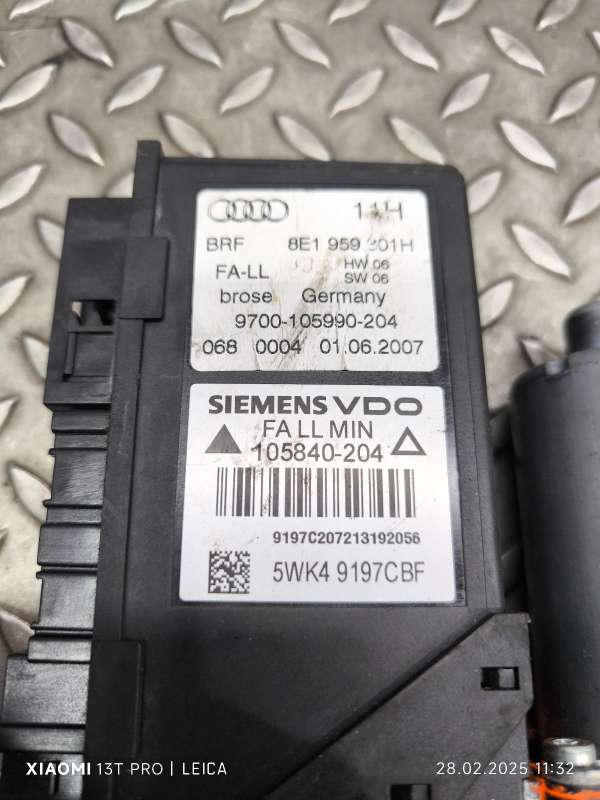 11H
BRF 8E1 959 801H
FA-LL HW 06
SW 06
brose Germany
9700-105990-204
068 0004 01.06.2007
SIEMENS VDO
FA LL MIN
105840-204
9197C207213192056
5WK4 9197CBF
XIAOMI 13T PRO | LEICA
28.02.2025 11:32